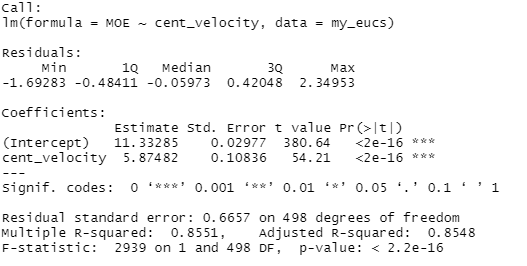 Call:
lm(formula = MOE ~ cent_velocity, data = my_eucs)
Residuals:
Min 1Q Median 3Q Max
-1.69283 -0.48411 -0.05973 0.42048 2.34953
Coefficients:
Estimate Std. Error t value Pr(>|t|)
(Intercept) 11.33285 0.02977 380.64 <2e-16 ***
cent_velocity 5.87482 0.10836 54.21 <2e-16 ***
---
Signif. codes: 0 ‘***’ 0.001 ‘**’ 0.01 ‘*’ 0.05 ‘.’ 0.1 ‘ ’ 1
Residual standard error: 0.6657 on 498 degrees of freedom
Multiple R-squared: 0.8551, Adjusted R-squared: 0.8548
F-statistic: 2939 on 1 and 498 DF, p-value: < 2.2e-16